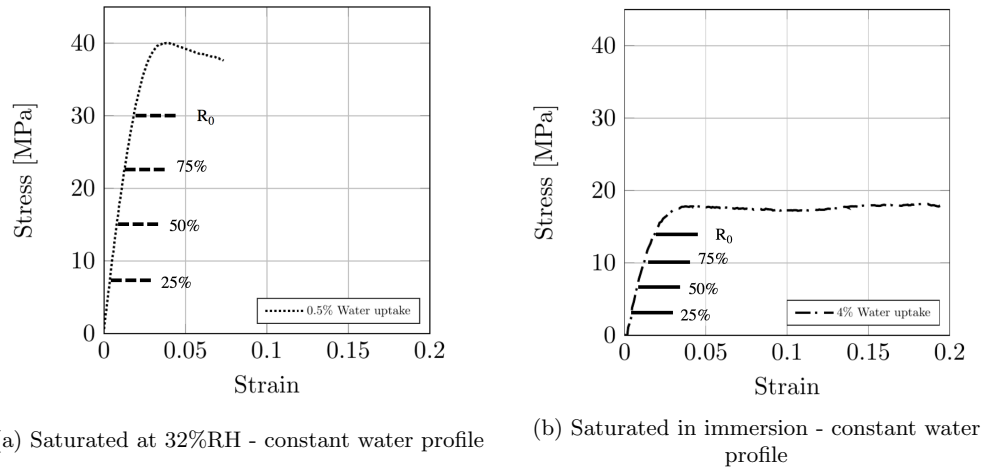 40
30
20
10
0
Stress [MPa]
R0
75%
50%
25%
0.5% Water uptake
0
0.05
0.1
0.15
0.2
Strain
a) Saturated at 32%RH - constant water profile
40
30
20
10
0
Stress [MPa]
R0
75%
50%
25%
4% Water uptake
0
0.05
0.1
0.15
0.2
Strain
(b) Saturated in immersion - constant water
profile